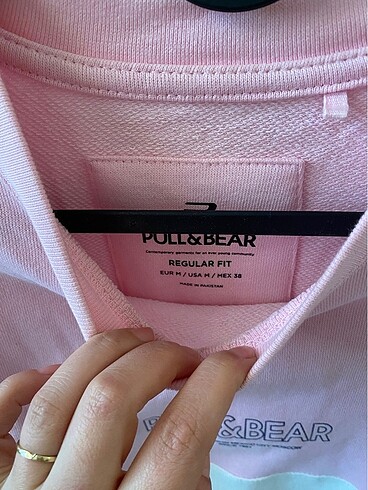 PULL&BEAR
Contemporary garments for an ever young community
REGULAR FIT
EUR M / USA M / MEX 38
MADE IN PAKISTAN
PULL&BEAR